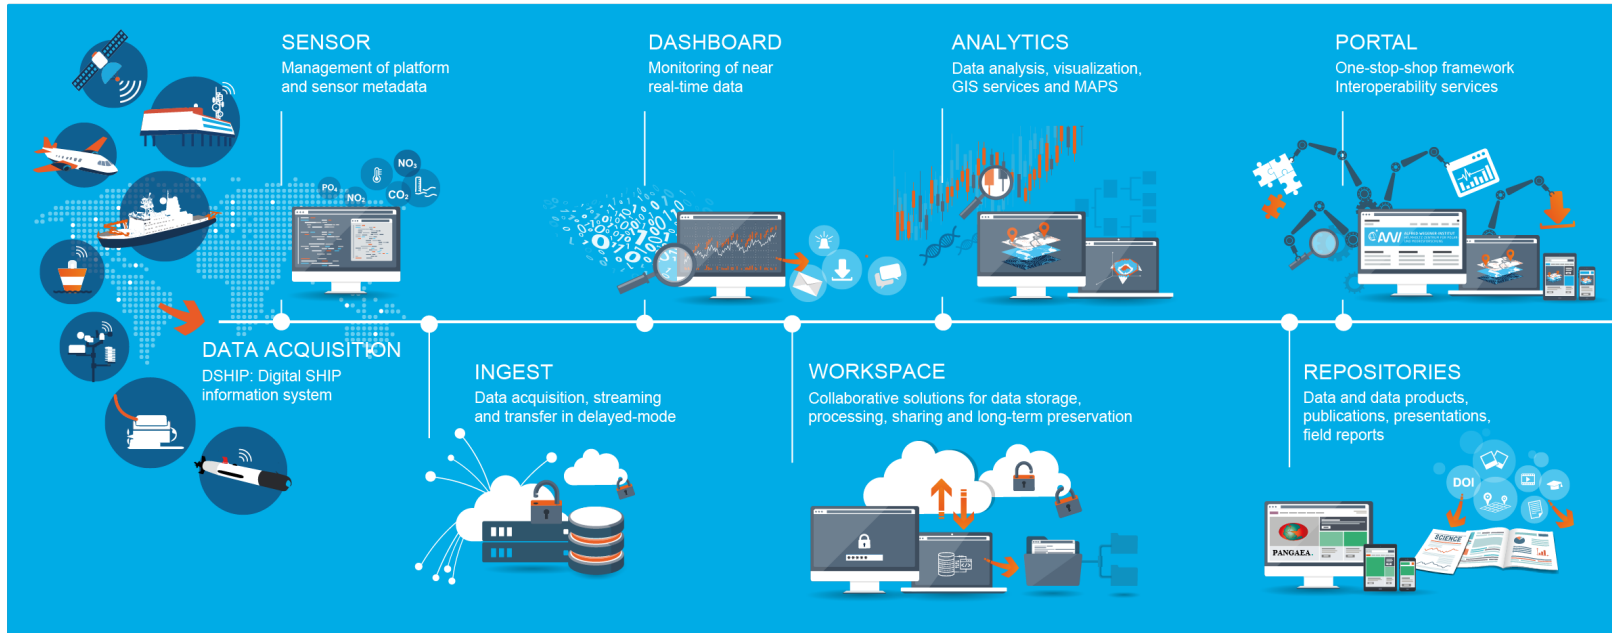 SENSOR
Management of platform
and sensor metadata
DASHBOARD
Monitoring of near
real-time data
ANALYTICS
Data analysis, visualization,
GIS services and MAPS
PORTAL
One-stop-shop framework
Interoperability services
NO₃
PO₄
NO₂
CO₂
AWI
DATA ACQUISITION
DSHIP: Digital SHIP
information system
INGEST
Data acquisition, streaming
and transfer in delayed-mode
WORKSPACE
Collaborative solutions for data storage,
processing, sharing and long-term preservation
REPOSITORIES
Data and data products,
publications, presentations,
field reports
DOI
SCIENCE
PANGAEA.